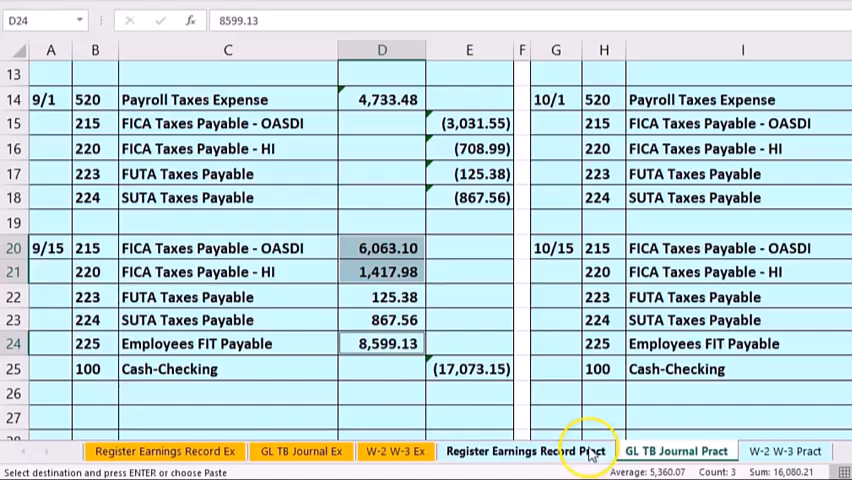 D24 fx 8599.13
A B C D E F G H I
13
14 9/1 520 Payroll Taxes Expense 4,733.48 10/1 520 Payroll Taxes Expense
15 215 FICA Taxes Payable - OASDI (3,031.55) 215 FICA Taxes Payable - OASDI
16 220 FICA Taxes Payable - HI (708.99) 220 FICA Taxes Payable - HI
17 223 FUTA Taxes Payable (125.38) 223 FUTA Taxes Payable
18 224 SUTA Taxes Payable (867.56) 224 SUTA Taxes Payable
19
20 9/15 215 FICA Taxes Payable - OASDI 6,063.10 10/15 215 FICA Taxes Payable - OASDI
21 220 FICA Taxes Payable - HI 1,417.98 220 FICA Taxes Payable - HI
22 223 FUTA Taxes Payable 125.38 223 FUTA Taxes Payable
23 224 SUTA Taxes Payable 867.56 224 SUTA Taxes Payable
24 225 Employees FIT Payable 8,599.13 225 Employees FIT Payable
25 100 Cash-Checking (17,073.15) 100 Cash-Checking
26
27
Register Earnings Record Ex GL TB Journal Ex W-2 W-3 Ex Register Earnings Record Pract GL TB Journal Pract W-2 W-3 Pract
Select destination and press ENTER or choose Paste Average: 5,360.07 Count: 3 Sum: 16,080.21